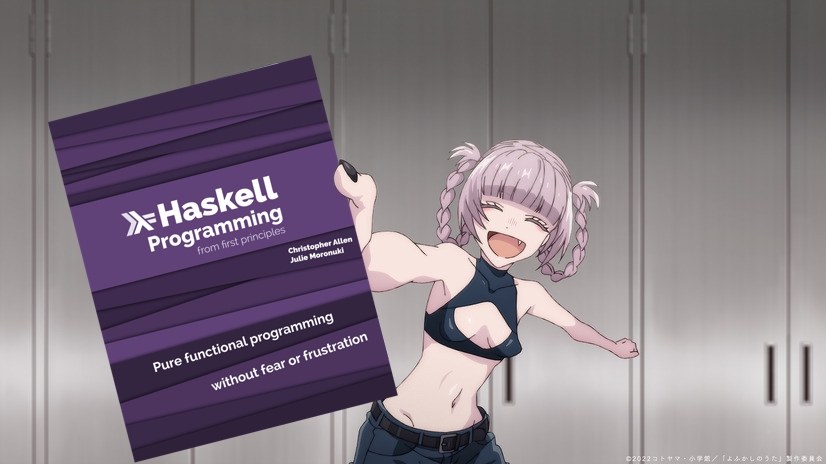 Haskell
Programming
from first principles
Christopher Allen
Julie Moronuki
Pure functional programming
without fear or frustration
©2022コトヤマ・小学館／「よふかしのうた」製作委員会